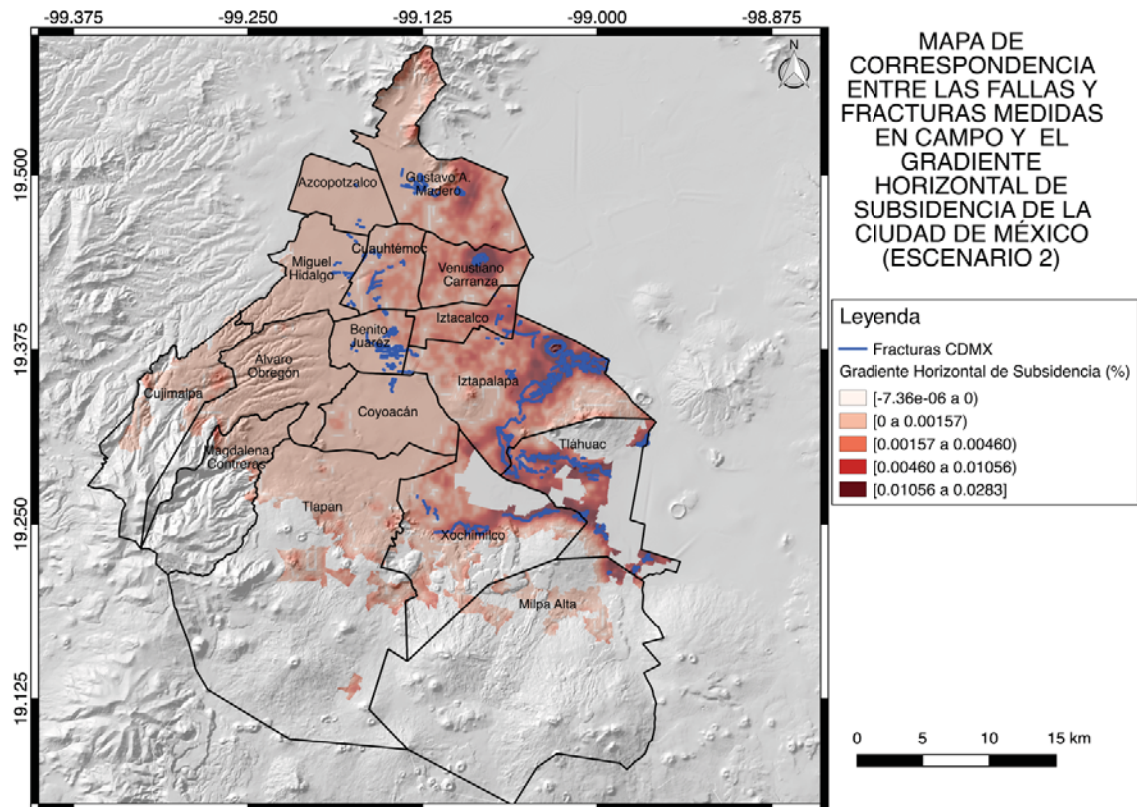 -99.375
-99.250
-99.125
-99.000
-98.875
N
19.500
19.375
19.250
19.125
Azcopotzalco
Gustavo A.
Madero
Cuauhtémoc
Miguel
Hidalgo
Venustiano
Carranza
Iztacalco
Benito
Juárez
Alvaro
Obregón
Iztapalapa
Cujimalpa
Coyoacán
Tláhuac
Magdalena
Contreras
Tlapan
Xochimilco
Milpa Alta
MAPA DE
CORRESPONDENCIA
ENTRE LAS FALLAS Y
FRACTURAS MEDIDAS
EN CAMPO Y EL
GRADIENTE
HORIZONTAL DE
SUBSIDENCIA DE LA
CIUDAD DE MÉXICO
(ESCENARIO 2)
Leyenda
Fracturas CDMX
Gradiente Horizontal de Subsidencia (%)
[-7.36e-06 a 0)
[0 a 0.00157)
[0.00157 a 0.00460)
[0.00460 a 0.01056)
[0.01056 a 0.0283]
0 5 10 15 km